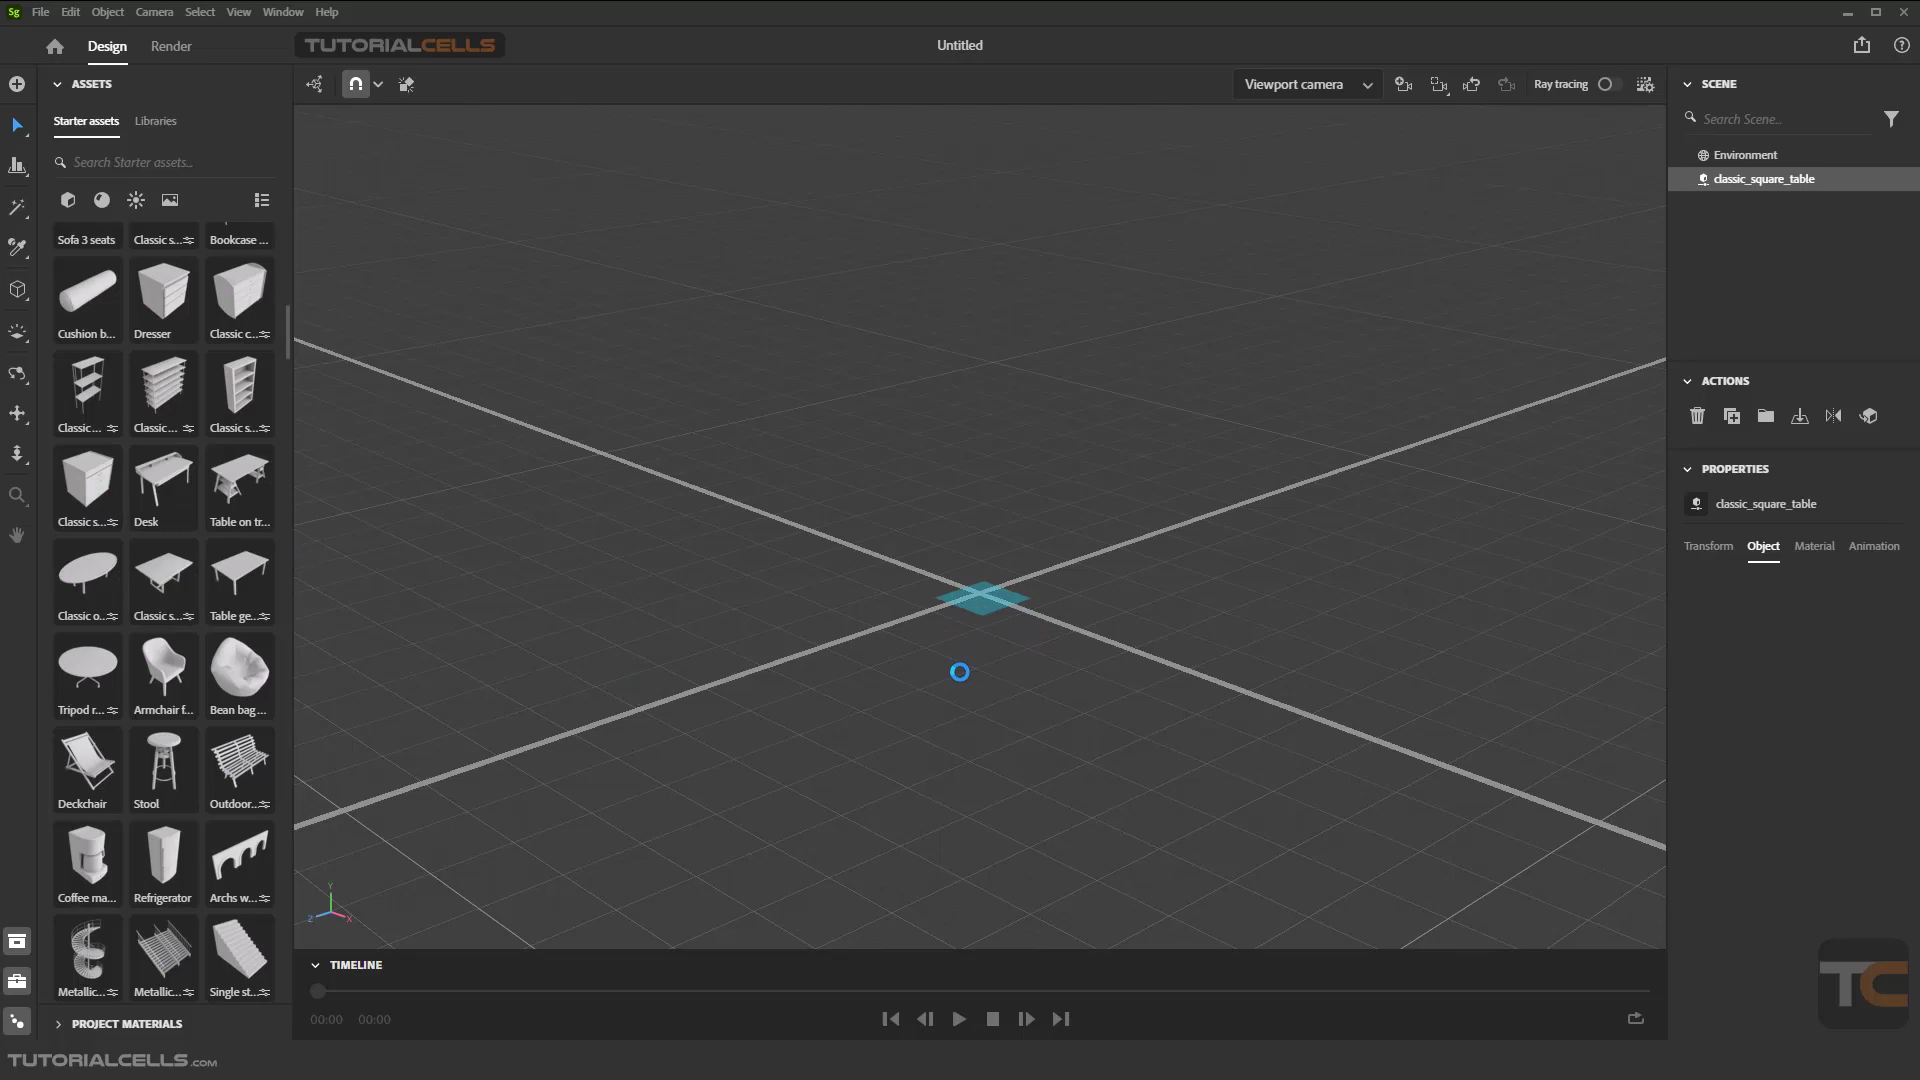 Sg File Edit Object Camera Select View Window Help
Design Render
TUTORIALCELLS
Untitled
ASSETS
Starter assets Libraries
Search Starter assets...
Sofa 3 seats Classic s... Bookcase ...
Cushion b... Dresser Classic c...
Classic ... Classic ... Classic s...
Classic s... Desk Table on tr...
Classic o... Classic s... Table ge...
Tripod r... Armchair f... Bean bag ...
Deckchair Stool Outdoor...
Coffee ma... Refrigerator Archs w...
Metallic... Metallic... Single st...
PROJECT MATERIALS
TUTORIALCELLS.COM
Viewport camera
Ray tracing
Y
Z X
TIMELINE
00:00 00:00
SCENE
Search Scene...
Environment
classic_square_table
ACTIONS
PROPERTIES
classic_square_table
Transform Object Material Animation
TC